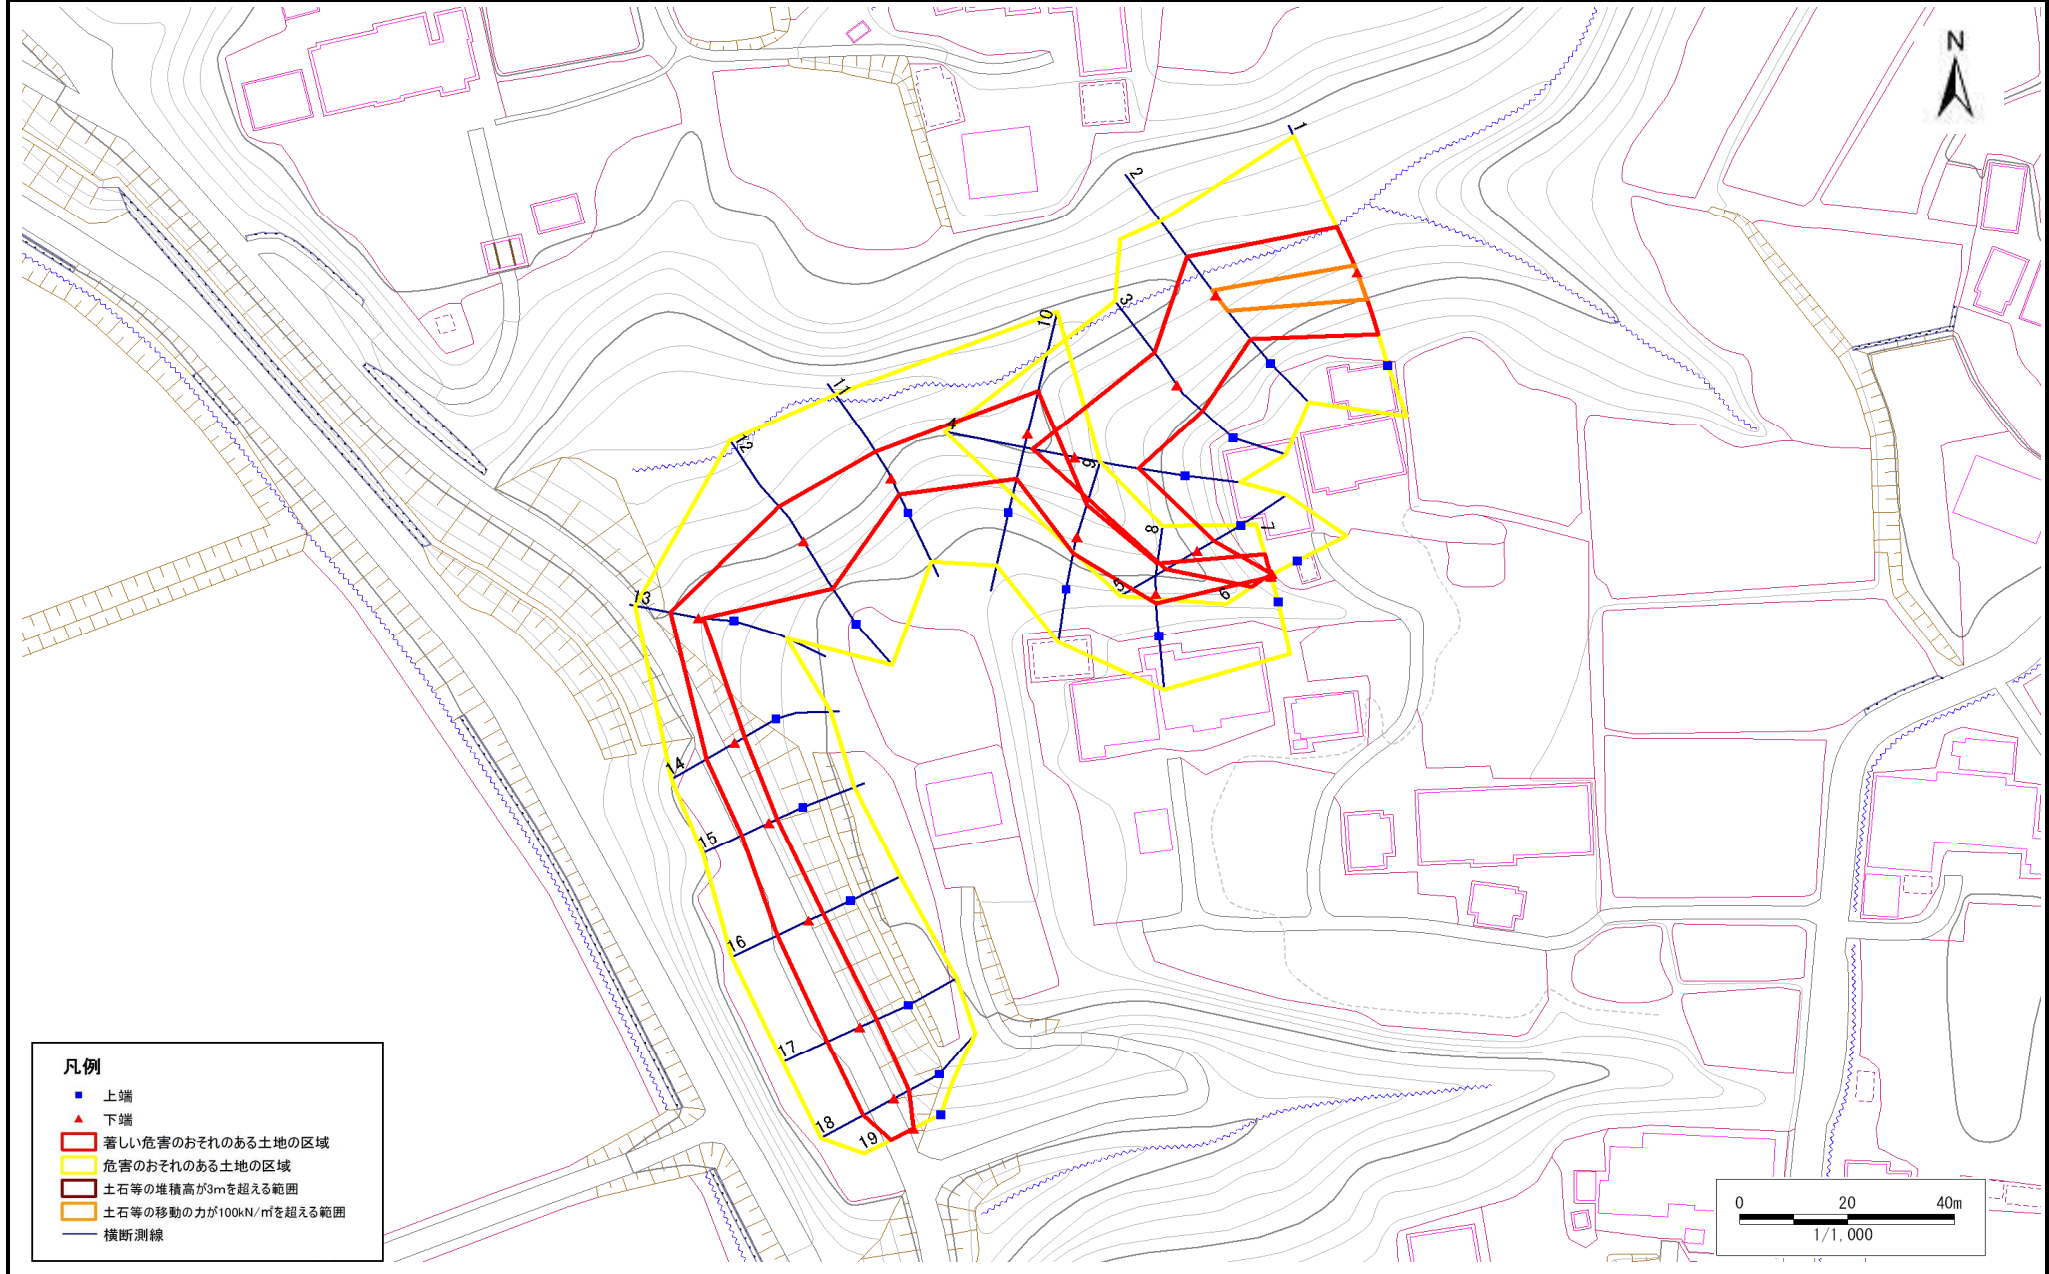 N
1
2
3
10
11
4
12
9
8
7
5
6
13
14
15
16
17
18
19
凡例
上端
下端
著しい危害のおそれのある土地の区域
危害のおそれのある土地の区域
土石等の堆積高が3mを超える範囲
土石等の移動の力が100kN/㎡を超える範囲
横断測線
0 20 40m
1/1,000